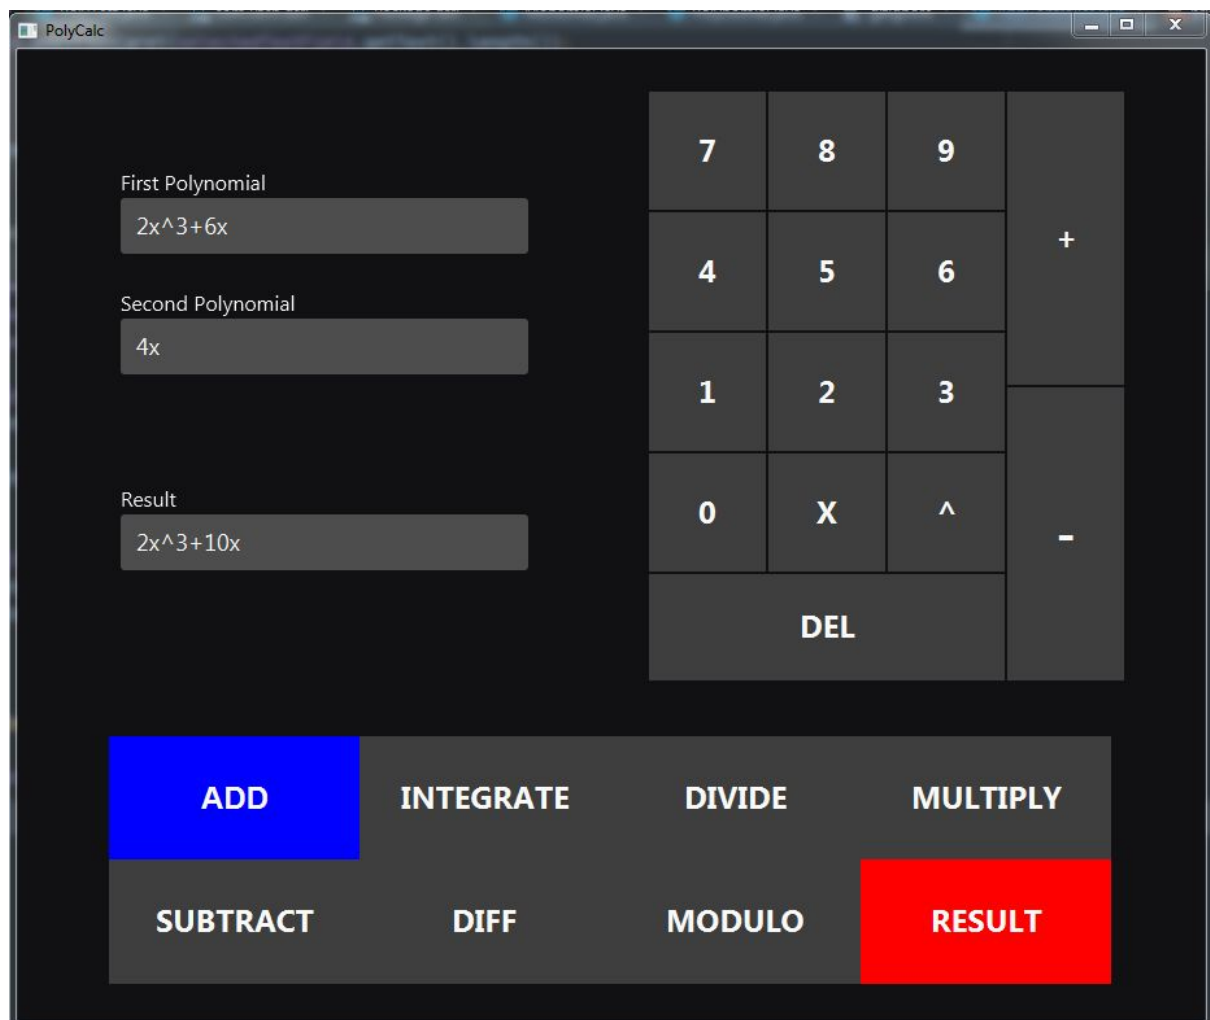 PolyCalc
First Polynomial
2x^3+6x
Second Polynomial
4x
Result
2x^3+10x
7 8 9 +
4 5 6
1 2 3
0 X ^ -
DEL
ADD INTEGRATE DIVIDE MULTIPLY
SUBTRACT DIFF MODULO RESULT